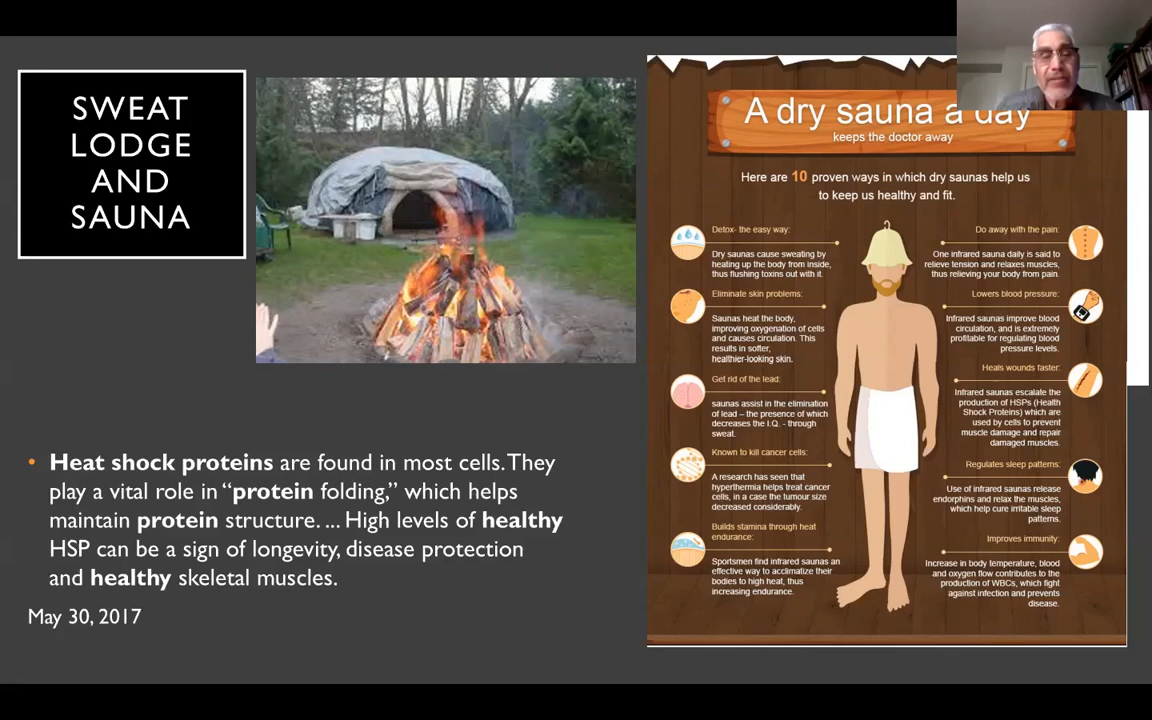 SWEAT
LODGE
AND
SAUNA
Heat shock proteins are found in most cells.They
play a vital role in “protein folding,” which helps
maintain protein structure. ... High levels of healthy
HSP can be a sign of longevity, disease protection
and healthy skeletal muscles.
May 30, 2017
A dry sauna a day
keeps the doctor away
Here are 10 proven ways in which dry saunas help us
to keep us healthy and fit.
Detox- the easy way:
Dry saunas cause sweating by
heating up the body from inside,
thus flushing toxins out with it.
Eliminate skin problems:
Saunas heat the body,
improving oxygenation of cells
and causes circulation. This
results in softer,
healthier-looking skin.
Get rid of the lead:
saunas assist in the elimination
of lead – the presence of which
decreases the I.Q. - through
sweat.
Known to kill cancer cells:
A research has seen that
hyperthermia helps treat cancer
cells, in a case the tumour size
decreased considerably.
Builds stamina through heat
endurance:
Sportsmen find infrared saunas an
effective way to acclimatize their
bodies to high heat, thus
increasing endurance.
Do away with the pain:
One infrared sauna daily is said to
relieve tension and relaxes muscles,
thus relieving your body from pain.
Lowers blood pressure:
Infrared saunas improve blood
circulation, and is extremely
profitable for regulating blood
pressure levels.
Heals wounds faster:
Infrared saunas escalate the
production of HSPs (Health
Shock Proteins) which are
used by cells to prevent
muscle damage and repair
damaged muscles.
Regulates sleep patterns:
Use of infrared saunas release
endorphins and relax the muscles,
which help cure irritable sleep
patterns.
Improves immunity:
Increase in body temperature, blood
and oxygen flow contributes to the
production of WBCs, which fight
against infection and prevents
disease.